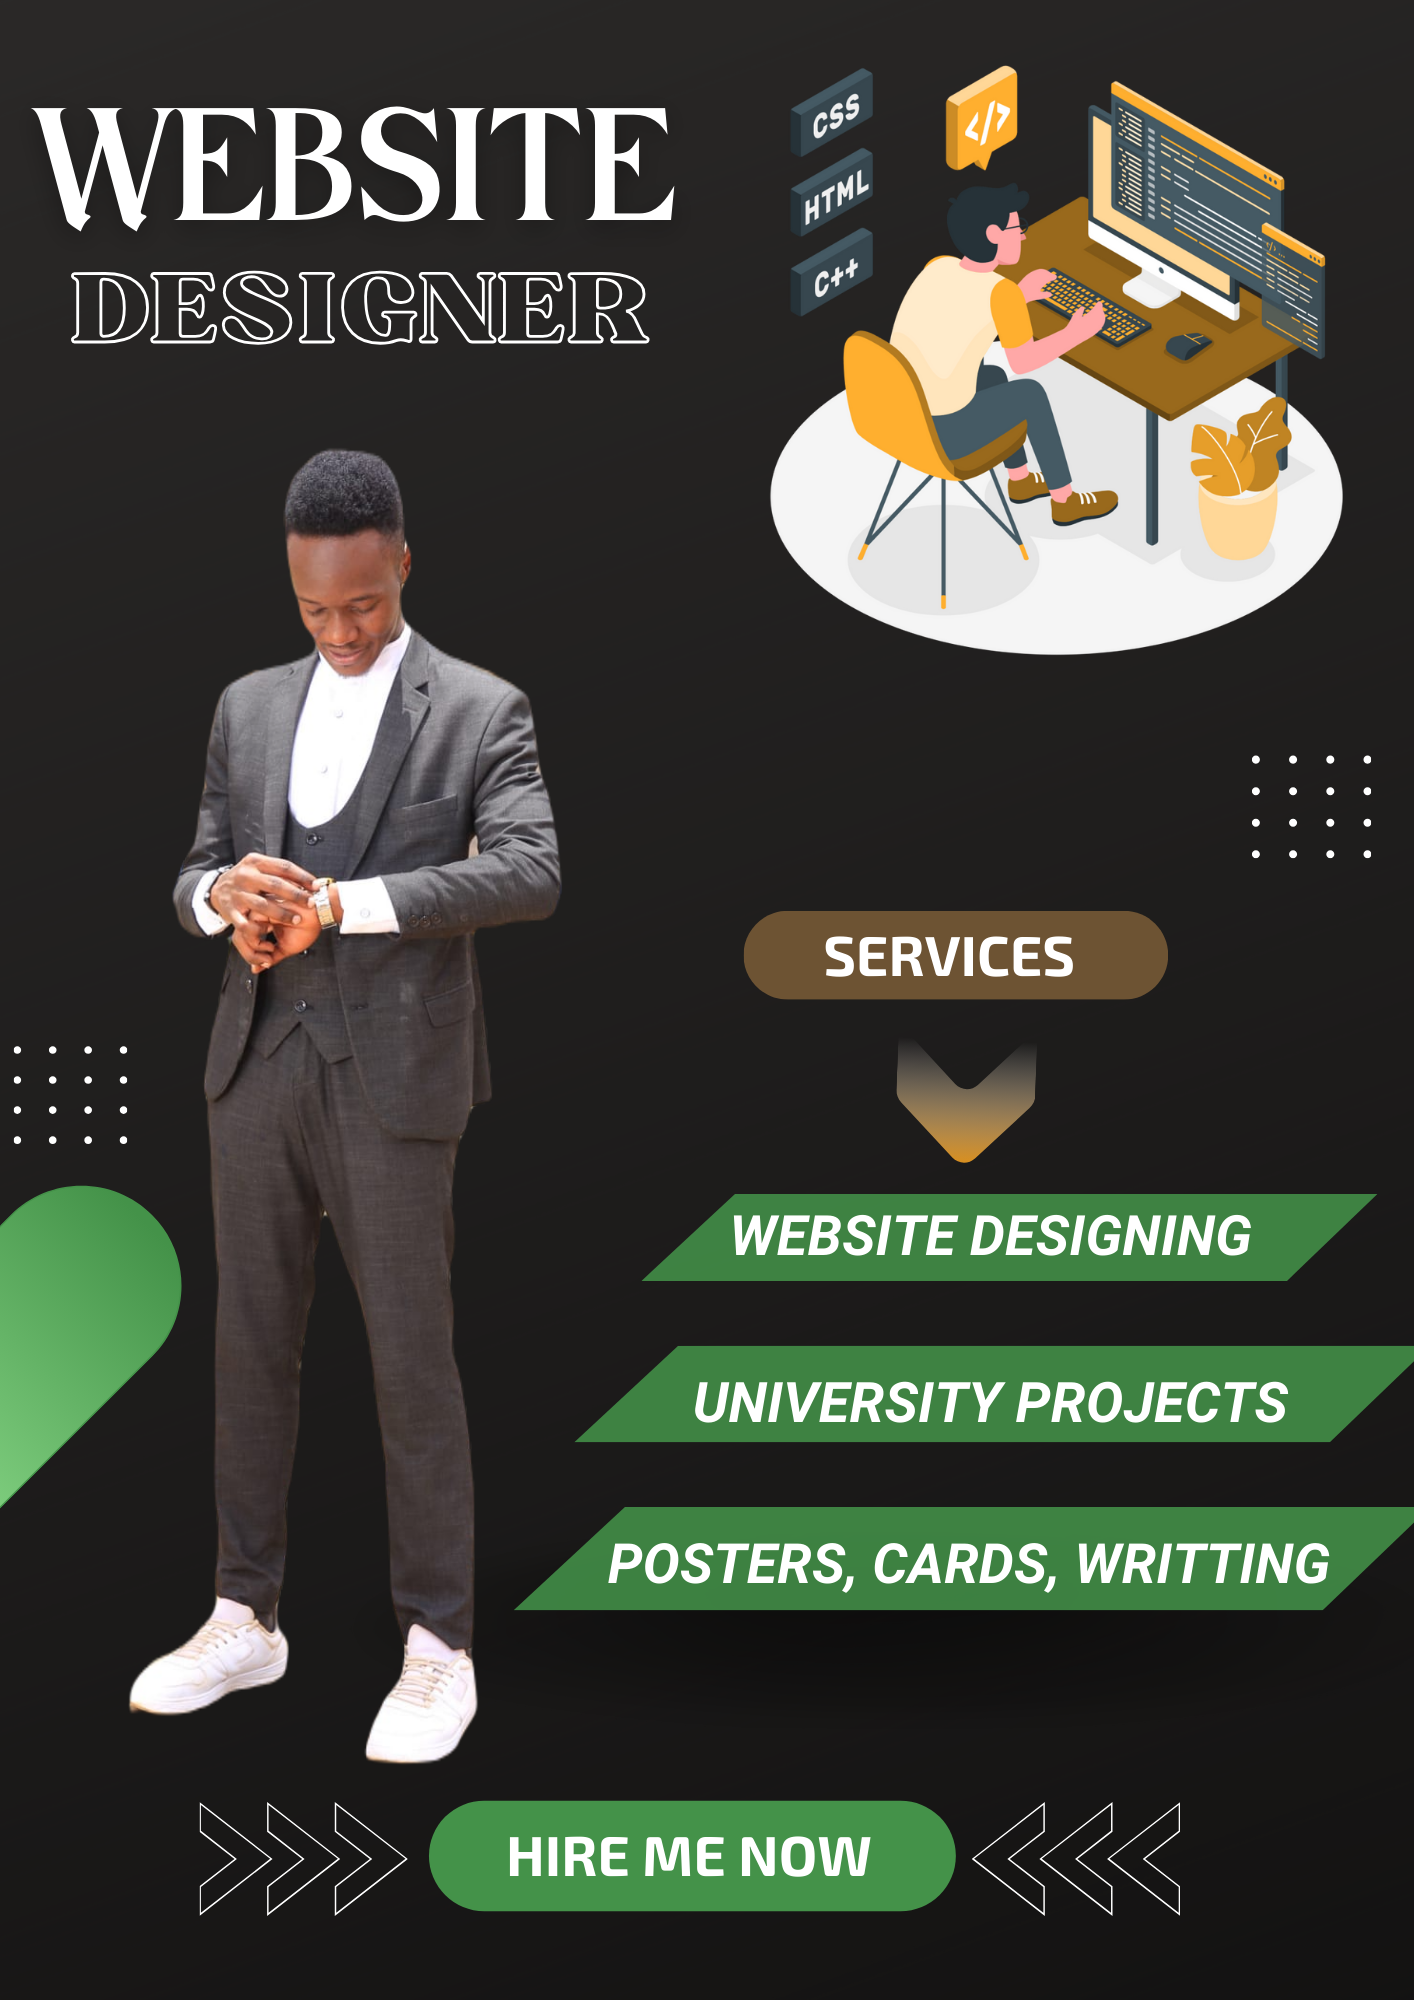 WEBSITE
DESIGNER
CSS
</>
HTML
C++
SERVICES
WEBSITE DESIGNING
UNIVERSITY PROJECTS
POSTERS, CARDS, WRITTING
HIRE ME NOW